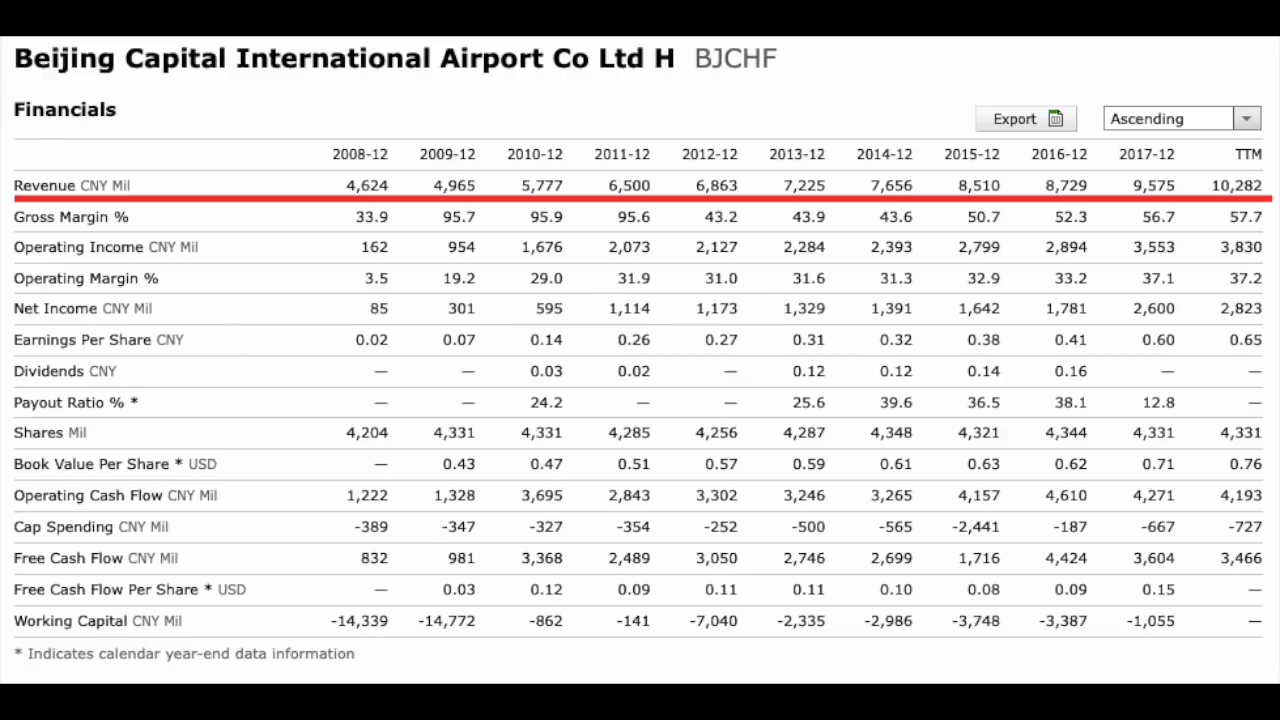 Beijing Capital International Airport Co Ltd H BJCHF
Financials
Export Ascending
2008-12 2009-12 2010-12 2011-12 2012-12 2013-12 2014-12 2015-12 2016-12 2017-12 TTM
Revenue CNY Mil 4,624 4,965 5,777 6,500 6,863 7,225 7,656 8,510 8,729 9,575 10,282
Gross Margin % 33.9 95.7 95.9 95.6 43.2 43.9 43.6 50.7 52.3 56.7 57.7
Operating Income CNY Mil 162 954 1,676 2,073 2,127 2,284 2,393 2,799 2,894 3,553 3,830
Operating Margin % 3.5 19.2 29.0 31.9 31.0 31.6 31.3 32.9 33.2 37.1 37.2
Net Income CNY Mil 85 301 595 1,114 1,173 1,329 1,391 1,642 1,781 2,600 2,823
Earnings Per Share CNY 0.02 0.07 0.14 0.26 0.27 0.31 0.32 0.38 0.41 0.60 0.65
Dividends CNY — — 0.03 0.02 — 0.12 0.12 0.14 0.16 — —
Payout Ratio % * — — 24.2 — — 25.6 39.6 36.5 38.1 12.8 —
Shares Mil 4,204 4,331 4,331 4,285 4,256 4,287 4,348 4,321 4,344 4,331 4,331
Book Value Per Share * USD — 0.43 0.47 0.51 0.57 0.59 0.61 0.63 0.62 0.71 0.76
Operating Cash Flow CNY Mil 1,222 1,328 3,695 2,843 3,302 3,246 3,265 4,157 4,610 4,271 4,193
Cap Spending CNY Mil -389 -347 -327 -354 -252 -500 -565 -2,441 -187 -667 -727
Free Cash Flow CNY Mil 832 981 3,368 2,489 3,050 2,746 2,699 1,716 4,424 3,604 3,466
Free Cash Flow Per Share * USD — 0.03 0.12 0.09 0.11 0.11 0.10 0.08 0.09 0.15 —
Working Capital CNY Mil -14,339 -14,772 -862 -141 -7,040 -2,335 -2,986 -3,748 -3,387 -1,055 —
* Indicates calendar year-end data information